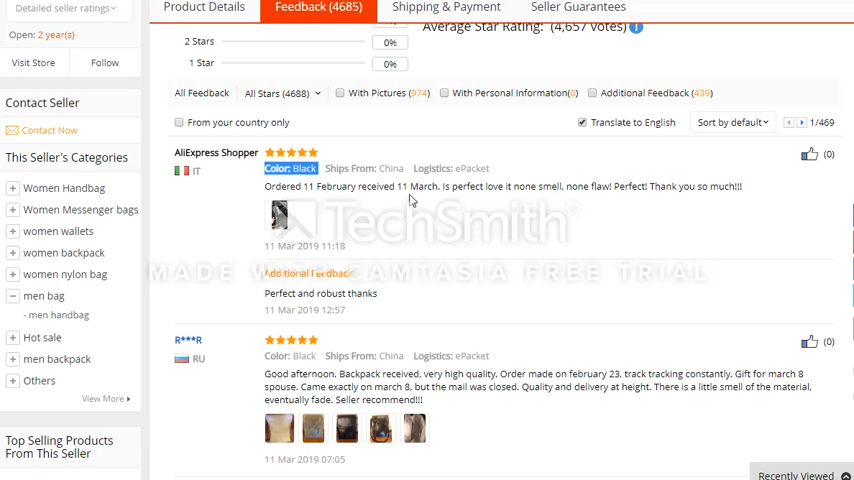 Detailed seller ratings
Product Details
Feedback (4685)
Shipping & Payment
Seller Guarantees
Open: 2 year(s)
Visit Store
Follow
0%
Average Star Rating: (4,657 votes)
2 Stars 0%
1 Star 0%
All Feedback
All Stars (4688)
With Pictures (974)
With Personal Information(0)
Additional Feedback (439)
From your country only
Translate to English
Sort by default
1/469
Contact Seller
Contact Now
This Seller's Categories
Women Handbag
Women Messenger bags
women wallets
women backpack
women nylon bag
men bag
- men handbag
Hot sale
men backpack
Others
View More
Top Selling Products
From This Seller
AliExpress Shopper
IT
(0)
Color: Black Ships From: China Logistics: ePacket
Ordered 11 February received 11 March. Is perfect love it none smell, none flaw! Perfect! Thank you so much!!!
11 Mar 2019 11:18
TechSmith
MADE WITH CAMTASIA FREE TRIAL
Additional Feedback
Perfect and robust thanks
11 Mar 2019 12:57
R***R
RU
(0)
Color: Black Ships From: China Logistics: ePacket
Good afternoon. Backpack received, very high quality. Order made on february 23, track tracking constantly. Gift for march 8
spouse. Came exactly on march 8, but the mail was closed. Quality and delivery at height. There is a little smell of the material,
eventually fade. Seller recommend!!!
11 Mar 2019 07:05
Recently Viewed